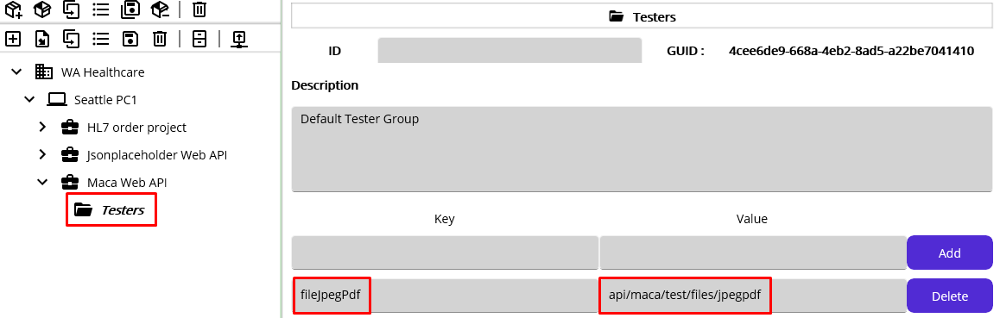 WA Healthcare
Seattle PC1
HL7 order project
Jsonplaceholder Web API
Maca Web API
Testers
Testers
ID
GUID : 4cee6de9-668a-4eb2-8ad5-a22be7041410
Description
Default Tester Group
Key Value
Add
fileJpegPdf api/maca/test/files/jpegpdf Delete